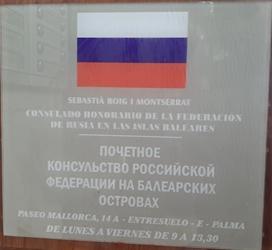 SEBASTIÀ ROIG I MONTSERRAT
CONSULADO HONORARIO DE LA FEDERACION
DE RUSIA EN LAS ISLAS BALEARES
ПОЧЕТНОЕ
КОНСУЛЬСТВО РОССИЙСКОЙ
ФЕДЕРАЦИИ НА БАЛЕАРСКИХ
ОСТРОВАХ
PASEO MALLORCA, 14 A - ENTRESUELO - E - PALMA
DE LUNES A VIERNES DE 9 A 13,30